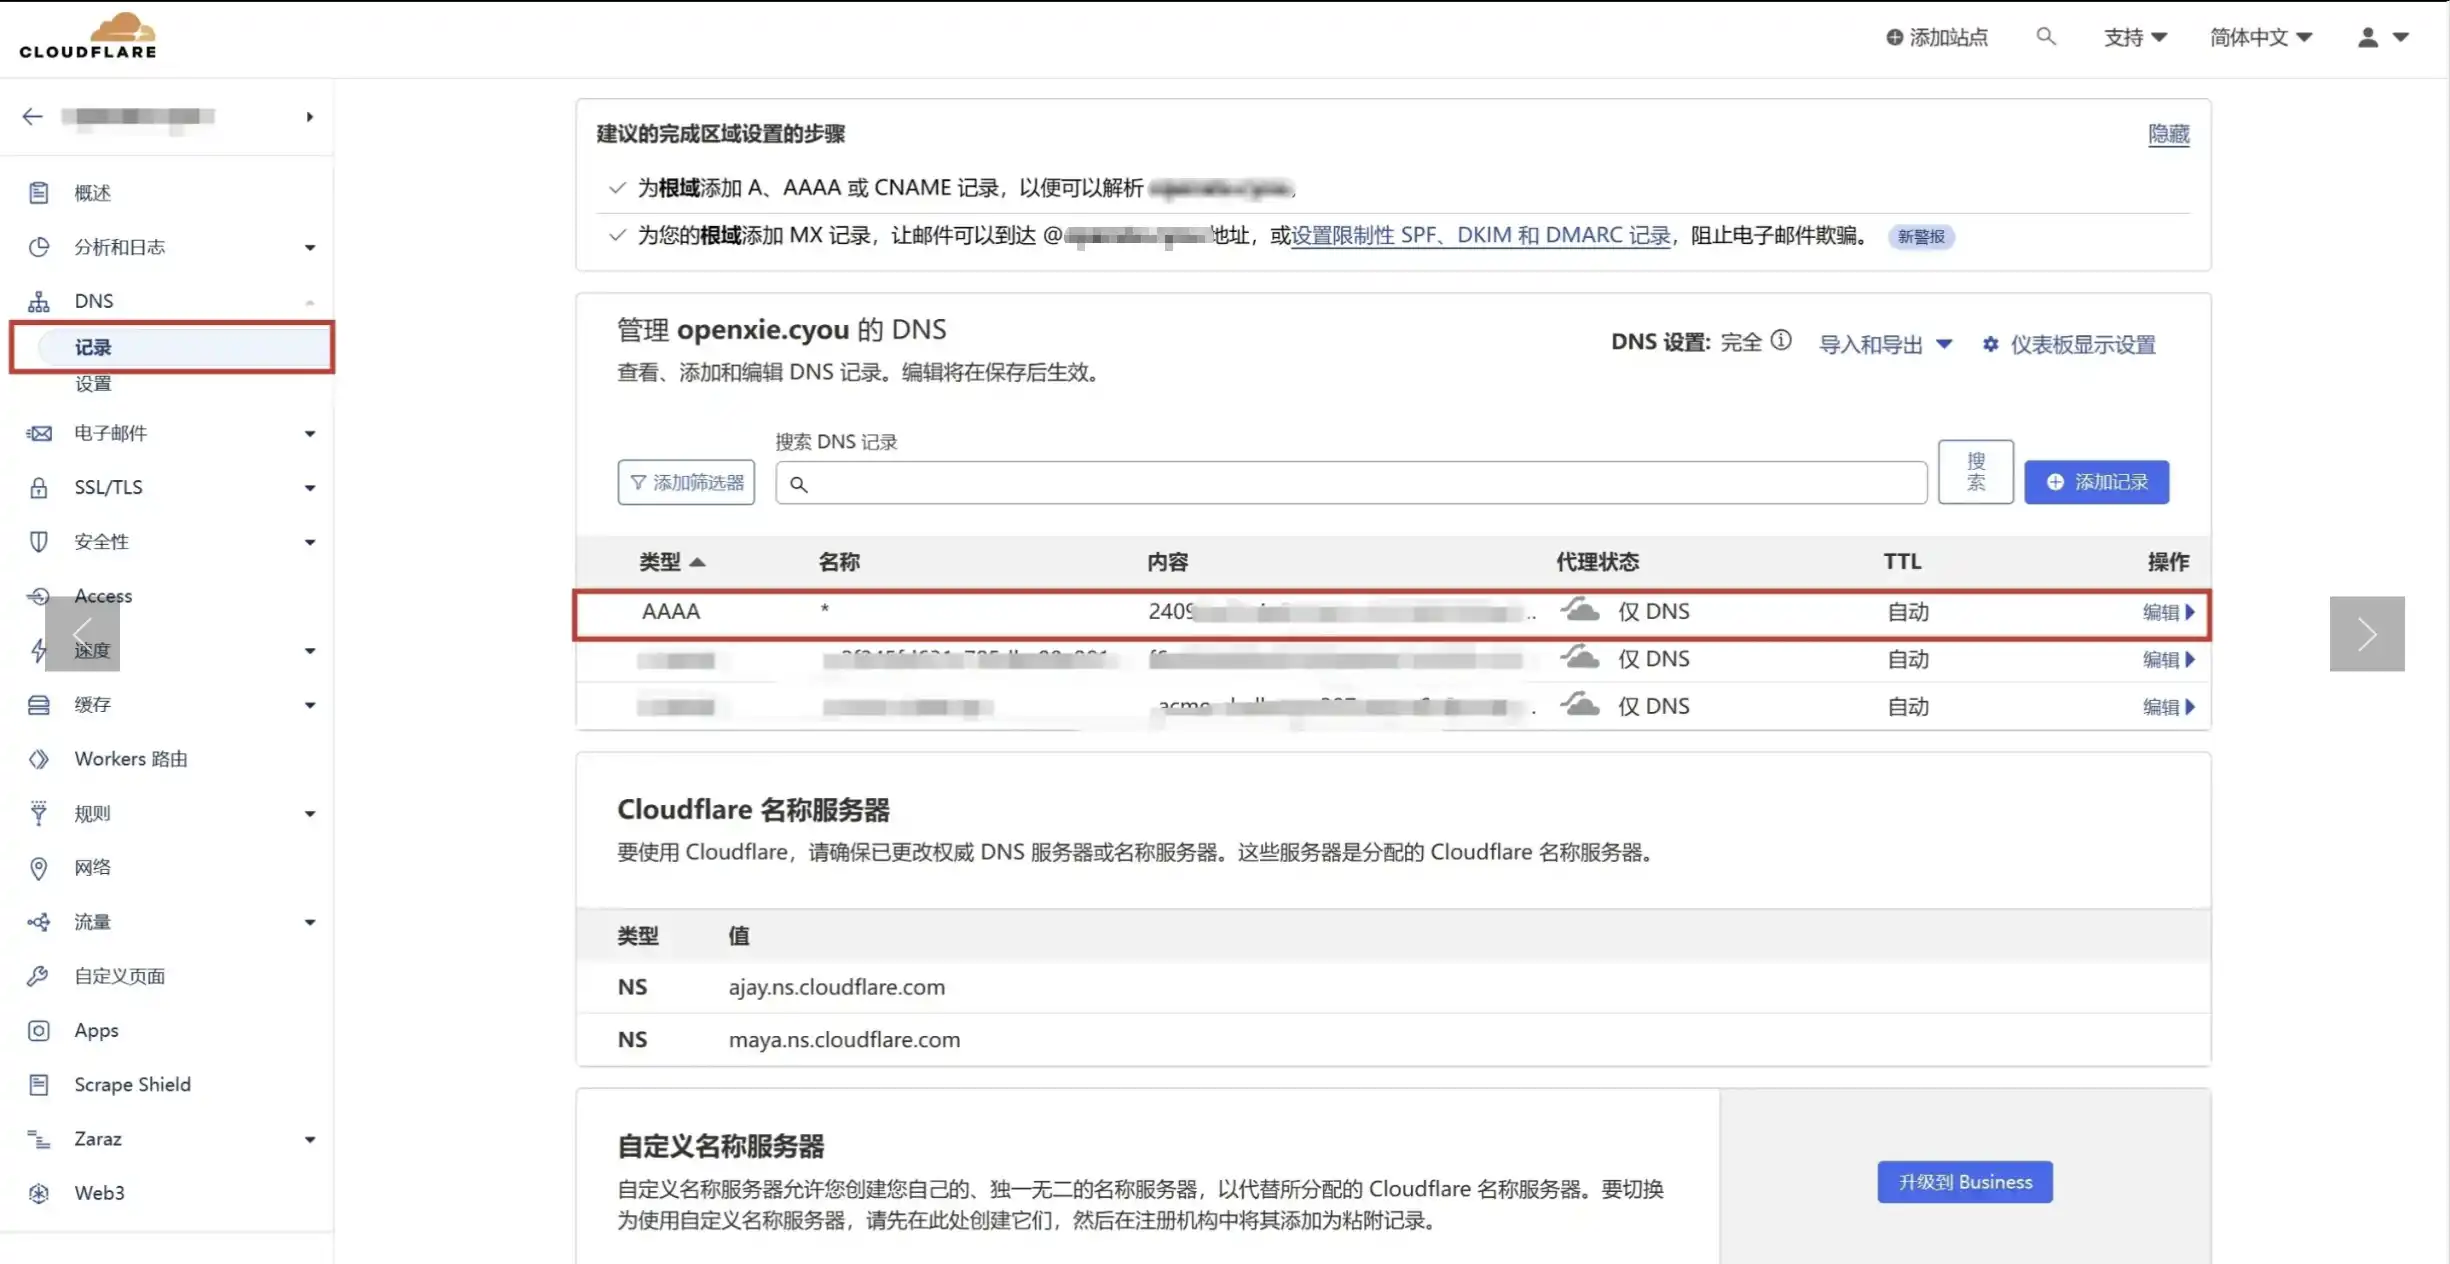 CLOUDFLARE
添加站点
支持
简体中文
概述
分析和日志
DNS
记录
设置
电子邮件
SSL/TLS
安全性
Access
速度
缓存
Workers 路由
规则
网络
流量
自定义页面
Apps
Scrape Shield
Zaraz
Web3
建议的完成区域设置的步骤
隐藏
为根域添加 A、AAAA 或 CNAME 记录，以便可以解析
为您的根域添加 MX 记录，让邮件可以到达 @ 地址，或设置限制性 SPF、DKIM 和 DMARC 记录，阻止电子邮件欺骗。 新警报
管理 openxie.cyou 的 DNS
DNS 设置: 完全 导入和导出 仪表板显示设置
查看、添加和编辑 DNS 记录。编辑将在保存后生效。
搜索 DNS 记录
添加筛选器
搜
索
添加记录
类型 名称 内容 代理状态 TTL 操作
AAAA * 2409 .. 仅 DNS 自动 编辑
仅 DNS 自动 编辑
仅 DNS 自动 编辑
Cloudflare 名称服务器
要使用 Cloudflare，请确保已更改权威 DNS 服务器或名称服务器。这些服务器是分配的 Cloudflare 名称服务器。
类型 值
NS ajay.ns.cloudflare.com
NS maya.ns.cloudflare.com
自定义名称服务器
自定义名称服务器允许您创建您自己的、独一无二的名称服务器，以代替所分配的 Cloudflare 名称服务器。要切换
为使用自定义名称服务器，请先在此处创建它们，然后在注册机构中将其添加为粘附记录。
升级到 Business